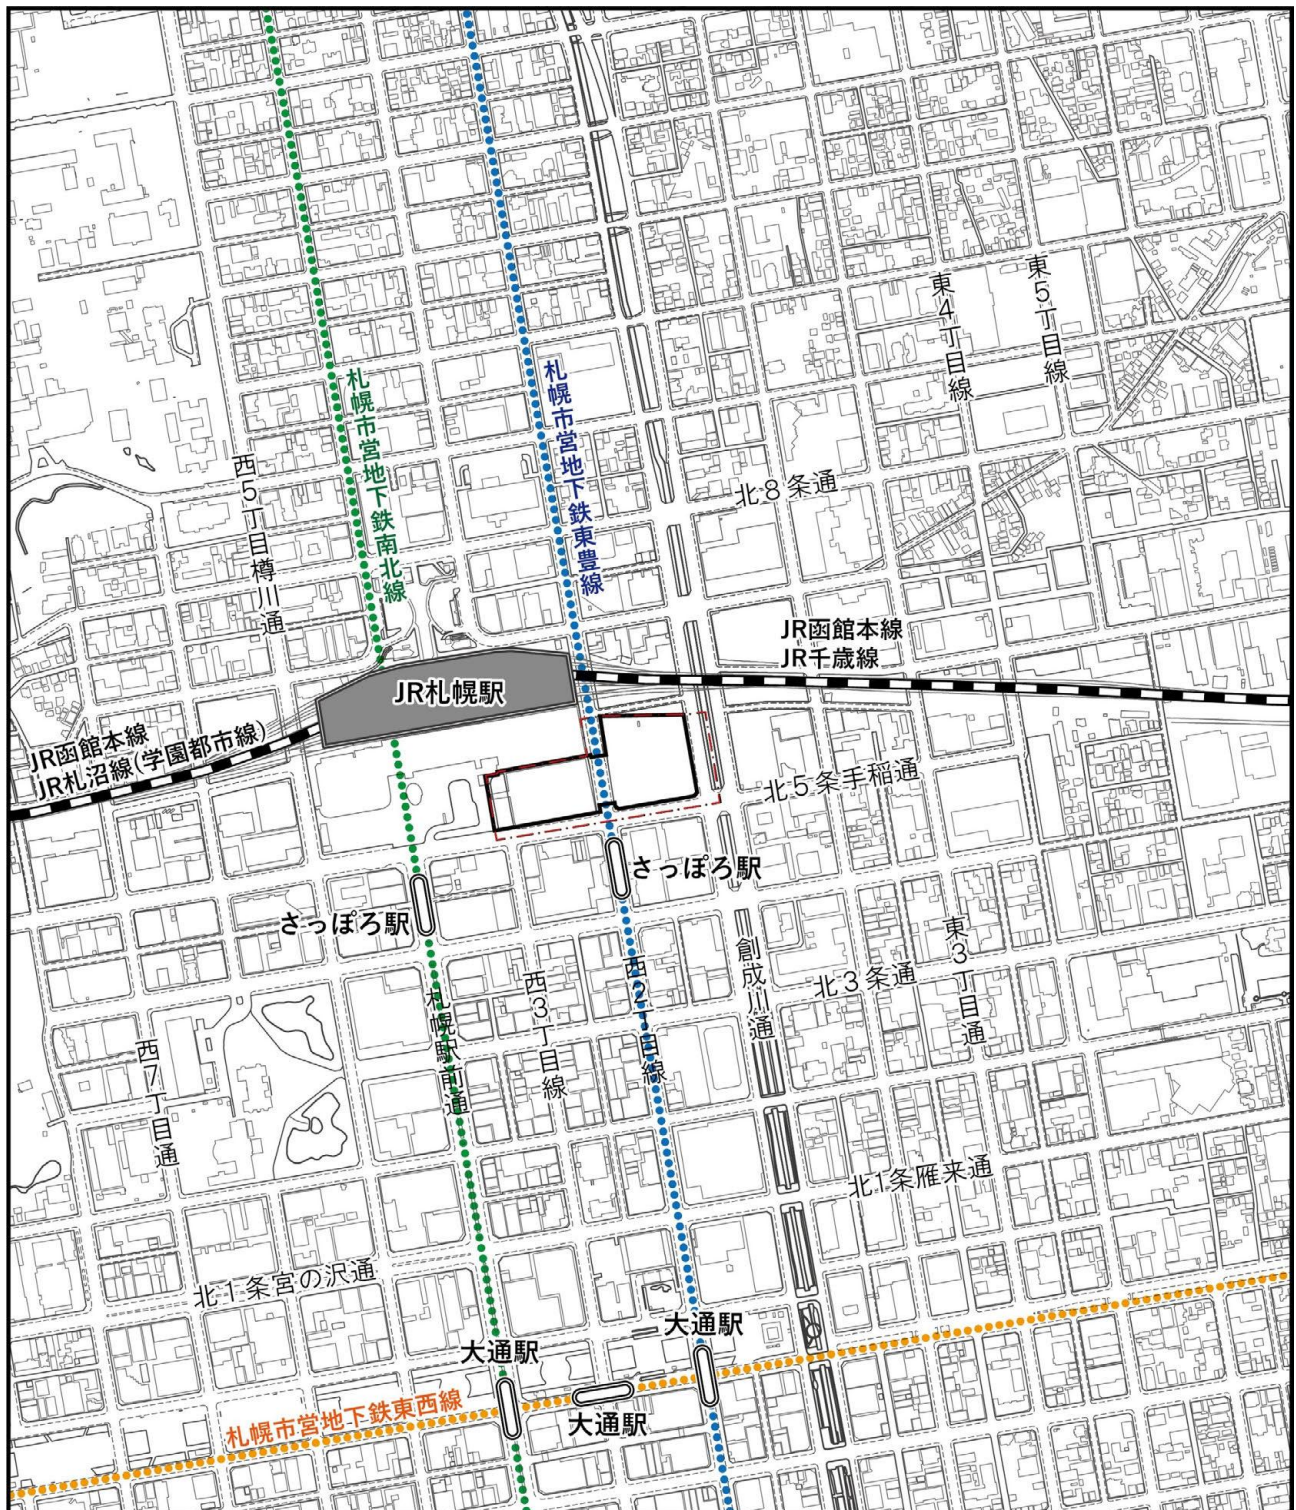 東5丁目線
東4丁目線
札幌市営地下鉄南北線
札幌市営地下鉄東豊線
西5丁目樽川通
北8条通
JR函館本線
JR千歳線
JR札幌駅
JR函館本線
JR札沼線(学園都市線)
北5条手稲通
さっぽろ駅
さっぽろ駅
創成川通
東3丁目通
西2丁目線
北3条通
西3丁目線
札幌駅前通
西7丁目通
北1条雁来通
北1条宮の沢通
大通駅
大通駅
大通駅
札幌市営地下鉄東西線